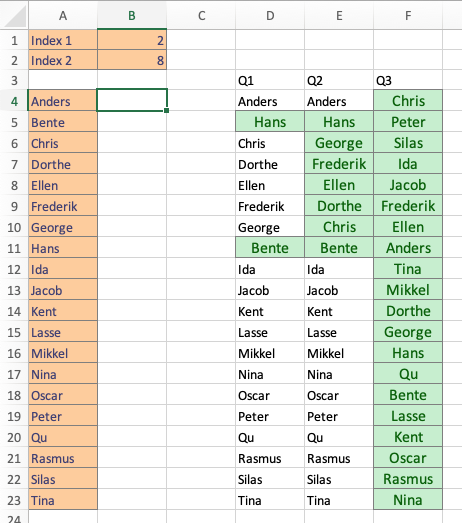 A B C D E F
1 Index 1 2
2 Index 2 8
3 Q1 Q2 Q3
4 Anders Anders Anders Chris
5 Bente Hans Hans Peter
6 Chris Chris George Silas
7 Dorthe Dorthe Frederik Ida
8 Ellen Ellen Ellen Jacob
9 Frederik Frederik Dorthe Frederik
10 George George Chris Ellen
11 Hans Bente Bente Anders
12 Ida Ida Ida Tina
13 Jacob Jacob Jacob Mikkel
14 Kent Kent Kent Dorthe
15 Lasse Lasse Lasse George
16 Mikkel Mikkel Mikkel Hans
17 Nina Nina Nina Qu
18 Oscar Oscar Oscar Bente
19 Peter Peter Peter Lasse
20 Qu Qu Qu Kent
21 Rasmus Rasmus Rasmus Oscar
22 Silas Silas Silas Rasmus
23 Tina Tina Tina Nina
24